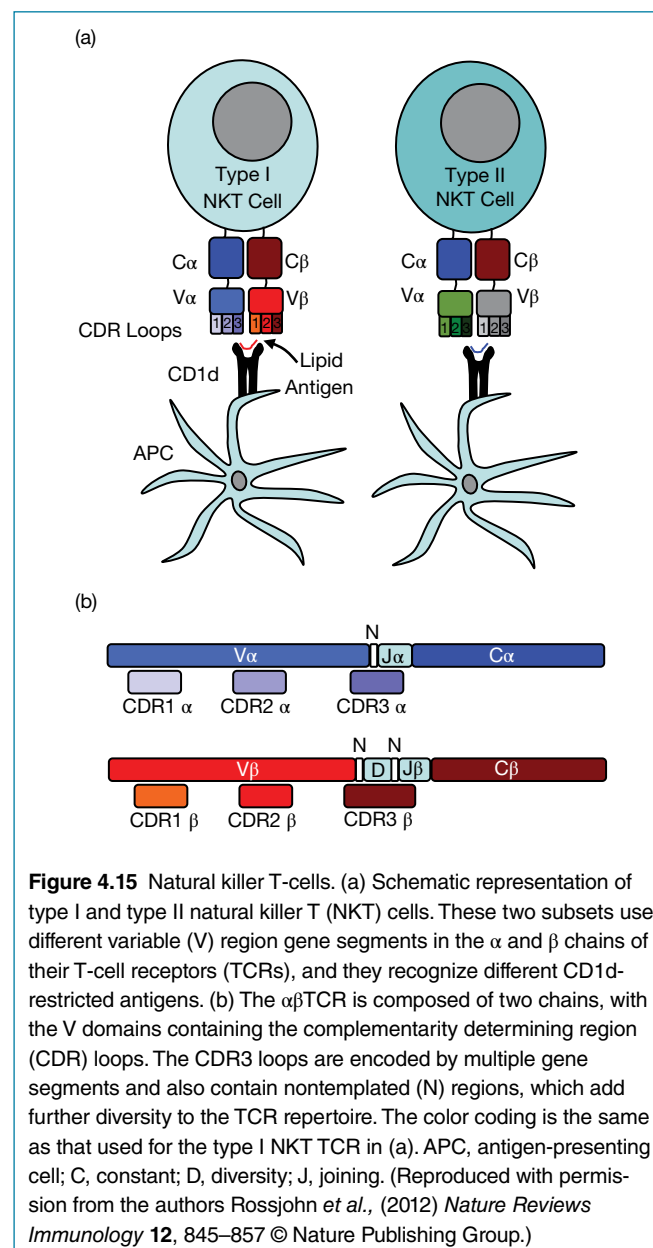 (a)
Type I
NKT Cell
Type II
NKT Cell
Cα
Cβ
Cα
Cβ
Vα
Vβ
Vα
Vβ
CDR Loops
1 2 3
1 2 3
1 2 3
1 2 3
CD1d
Lipid
Antigen
APC
(b)
N
Vα
Jα
Cα
CDR1 α
CDR2 α
CDR3 α
N
N
Vβ
D
Jβ
Cβ
CDR1 β
CDR2 β
CDR3 β
Figure 4.15 Natural killer T-cells. (a) Schematic representation of
type I and type II natural killer T (NKT) cells. These two subsets use
different variable (V) region gene segments in the α and β chains of
their T-cell receptors (TCRs), and they recognize different CD1d-
restricted antigens. (b) The αβTCR is composed of two chains, with
the V domains containing the complementarity determining region
(CDR) loops. The CDR3 loops are encoded by multiple gene
segments and also contain nontemplated (N) regions, which add
further diversity to the TCR repertoire. The color coding is the same
as that used for the type I NKT TCR in (a). APC, antigen-presenting
cell; C, constant; D, diversity; J, joining. (Reproduced with permis-
sion from the authors Rossjohn et al., (2012) Nature Reviews
Immunology 12, 845–857 © Nature Publishing Group.)